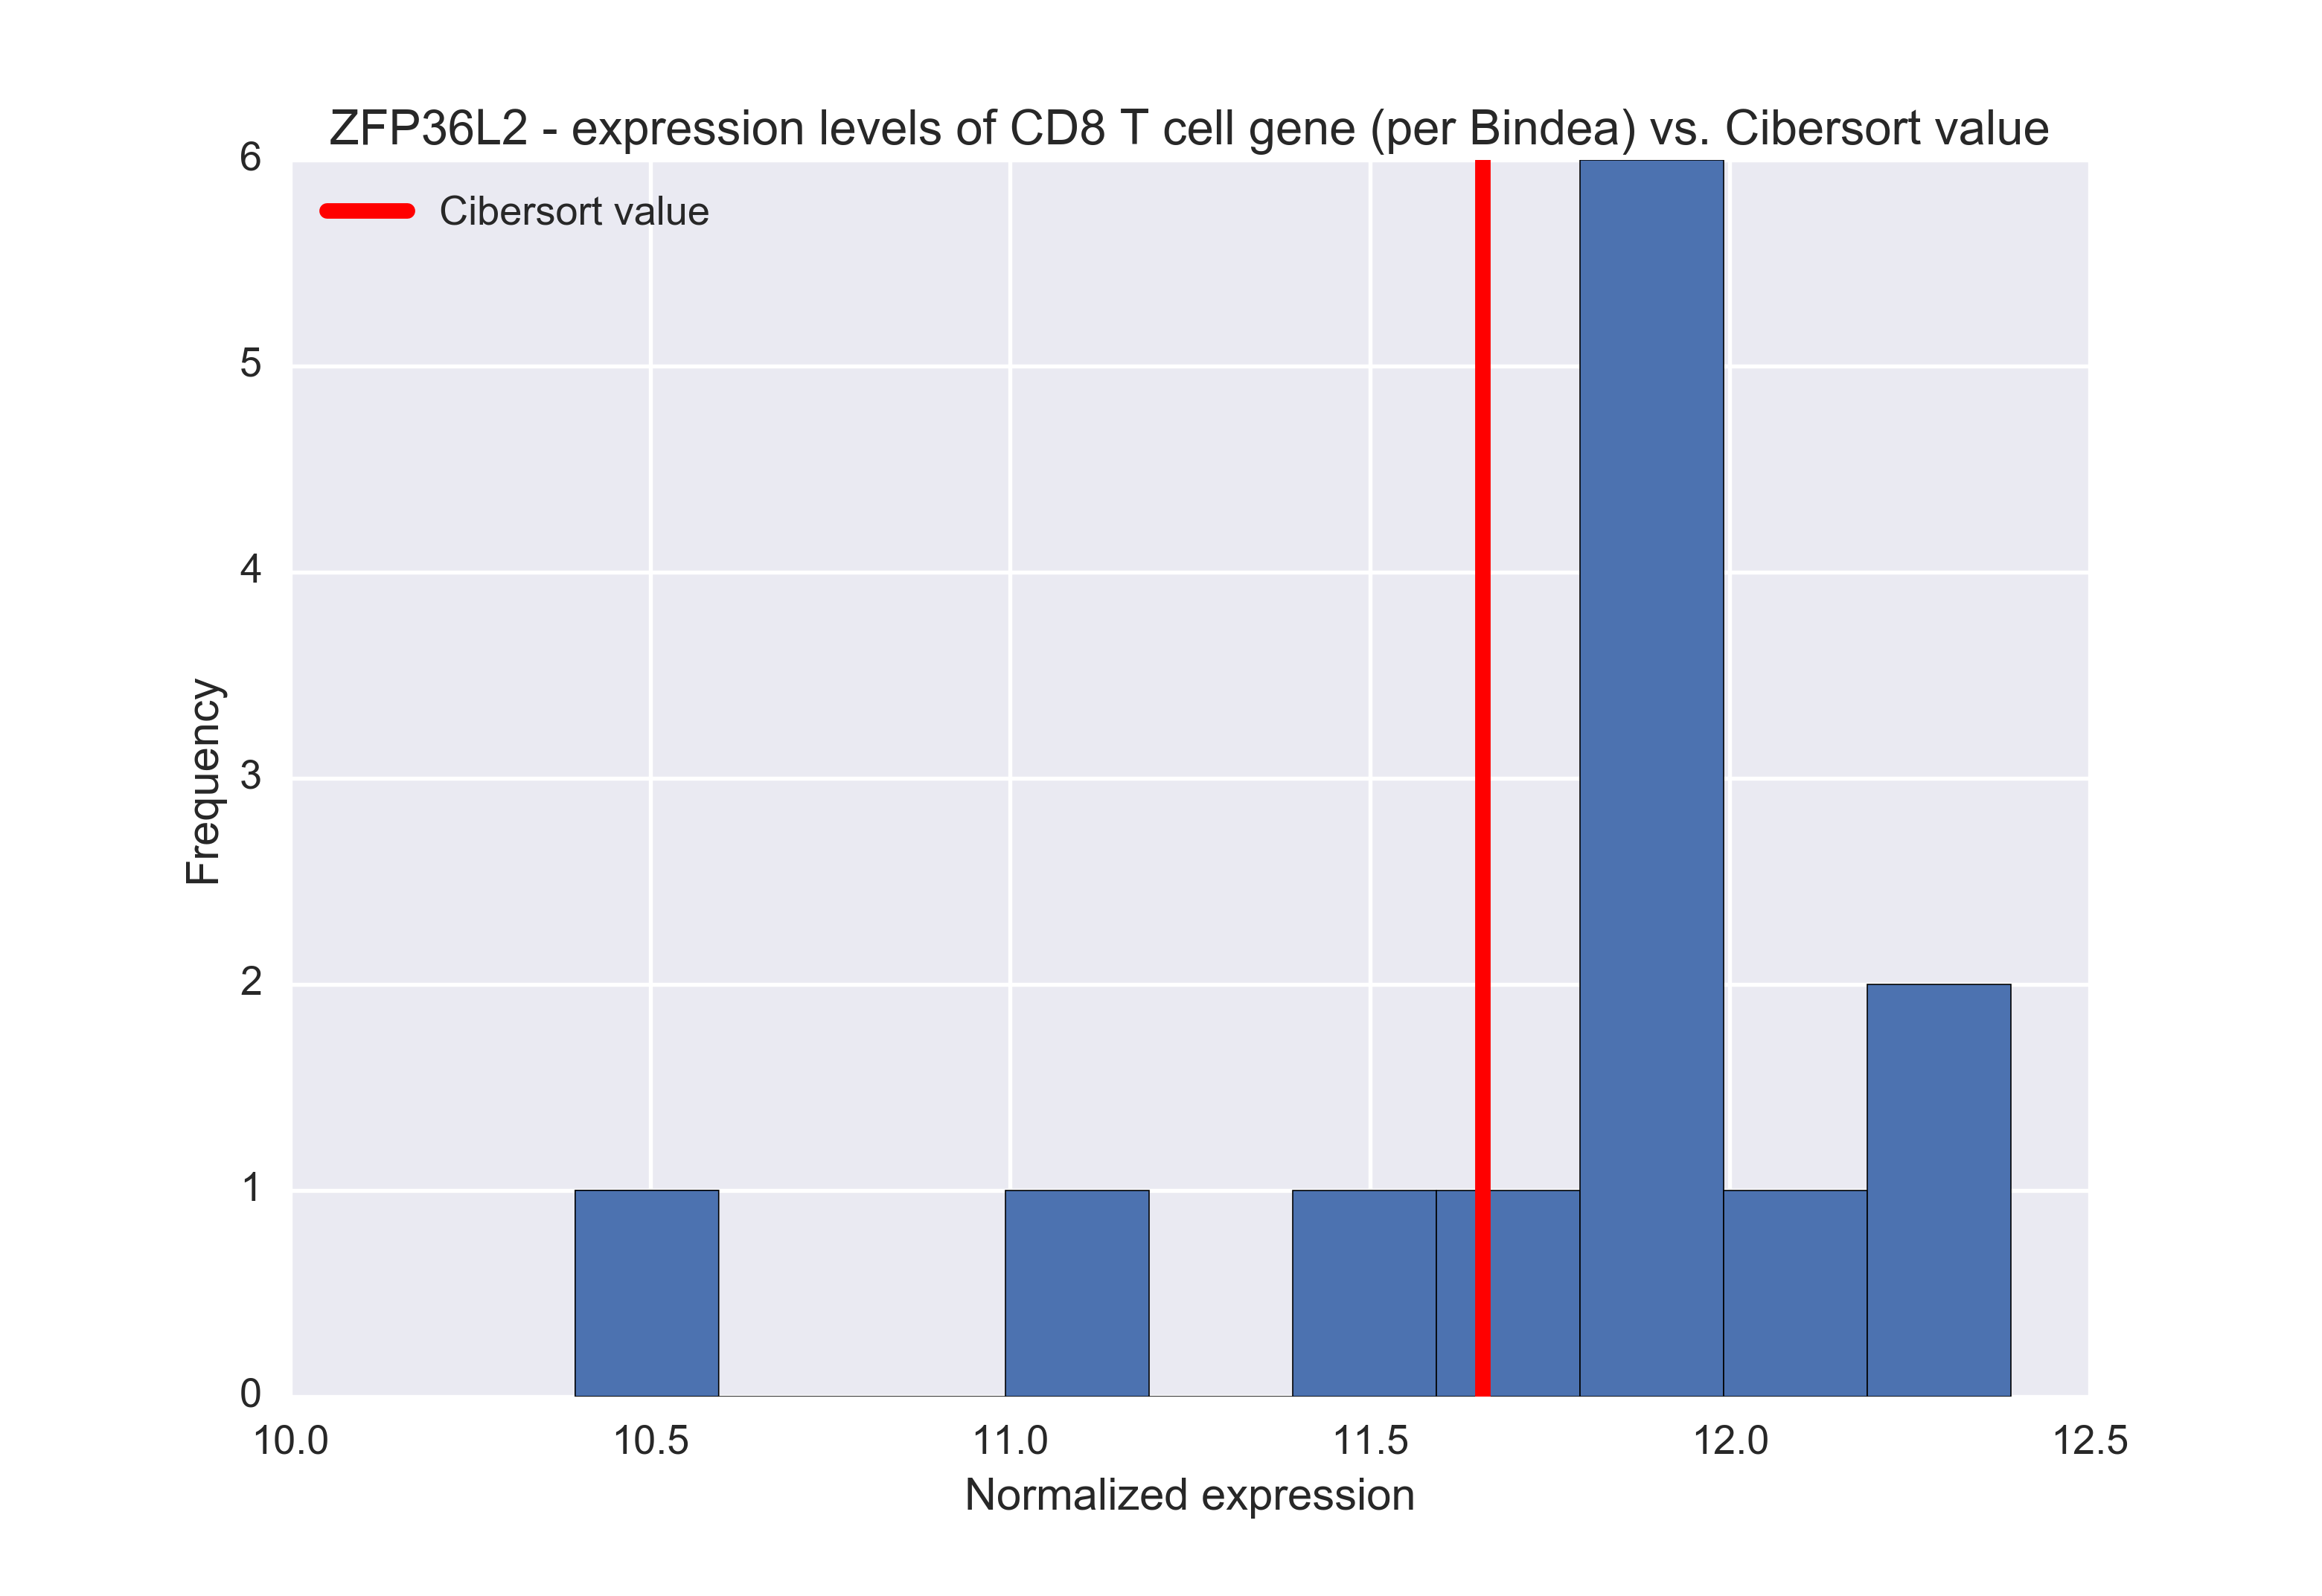 ZFP36L2 - expression levels of CD8 T cell gene (per Bindea) vs. Cibersort value
6
Cibersort value
5
4
3
2
1
0
Frequency
10.0 10.5 11.0 11.5 12.0 12.5
Normalized expression